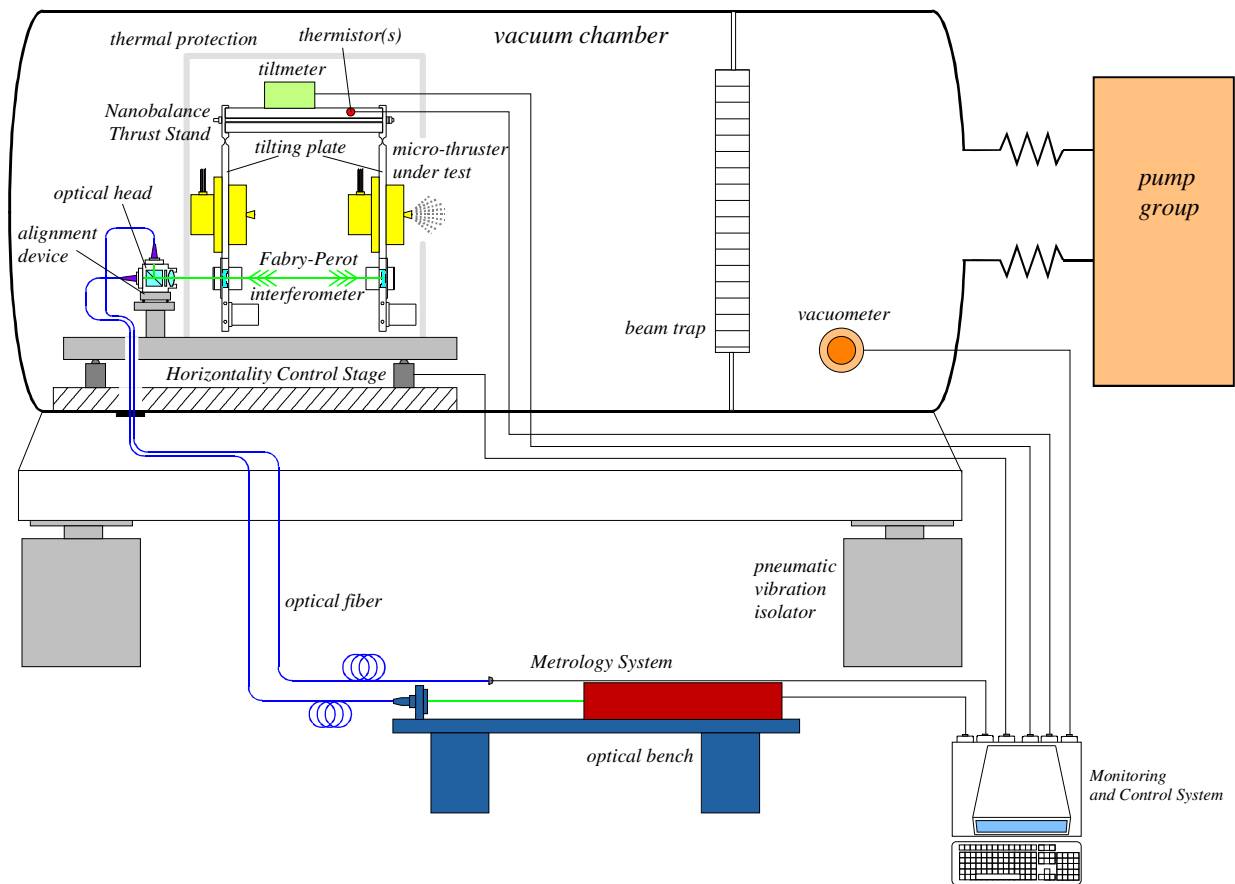 thermistor(s)
thermal protection
vacuum chamber
tiltmeter
Nanobalance
Thrust Stand
tilting plate
micro-thruster
under test
optical head
alignment
device
Fabry-Perot
interferometer
pump
group
beam trap
vacuometer
Horizontality Control Stage
pneumatic
vibration
isolator
optical fiber
Metrology System
optical bench
Monitoring
and Control System